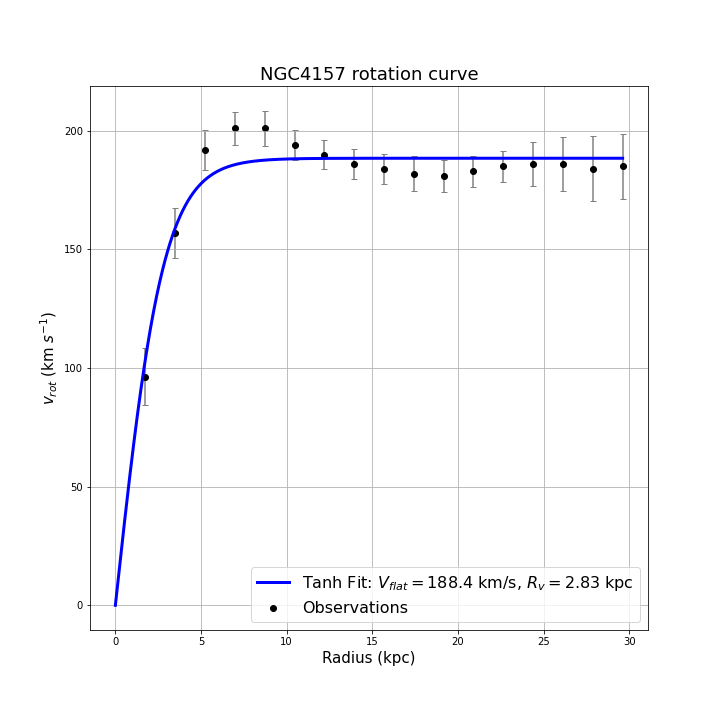 NGC4157 rotation curve
200
150
100
50
0
v_rot (km s⁻¹)
0 5 10 15 20 25 30
Radius (kpc)
Tanh Fit: V_flat = 188.4 km/s, R_v = 2.83 kpc
Observations